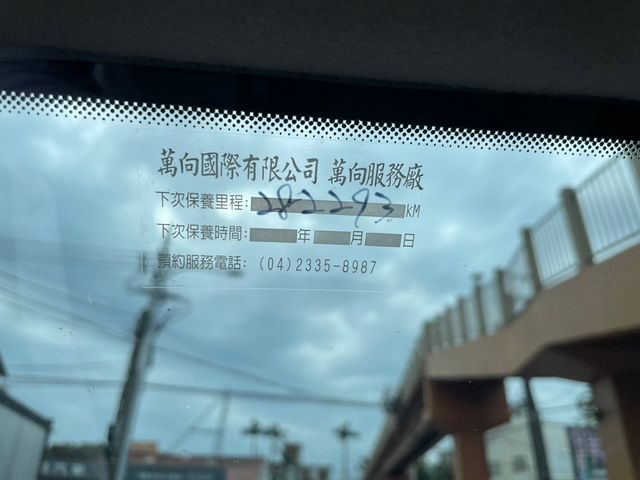 萬向國際有限公司 萬向服務廠
下次保養里程: 282293 KM
下次保養時間: 年 月 日
預約服務電話: (04)2335-8987